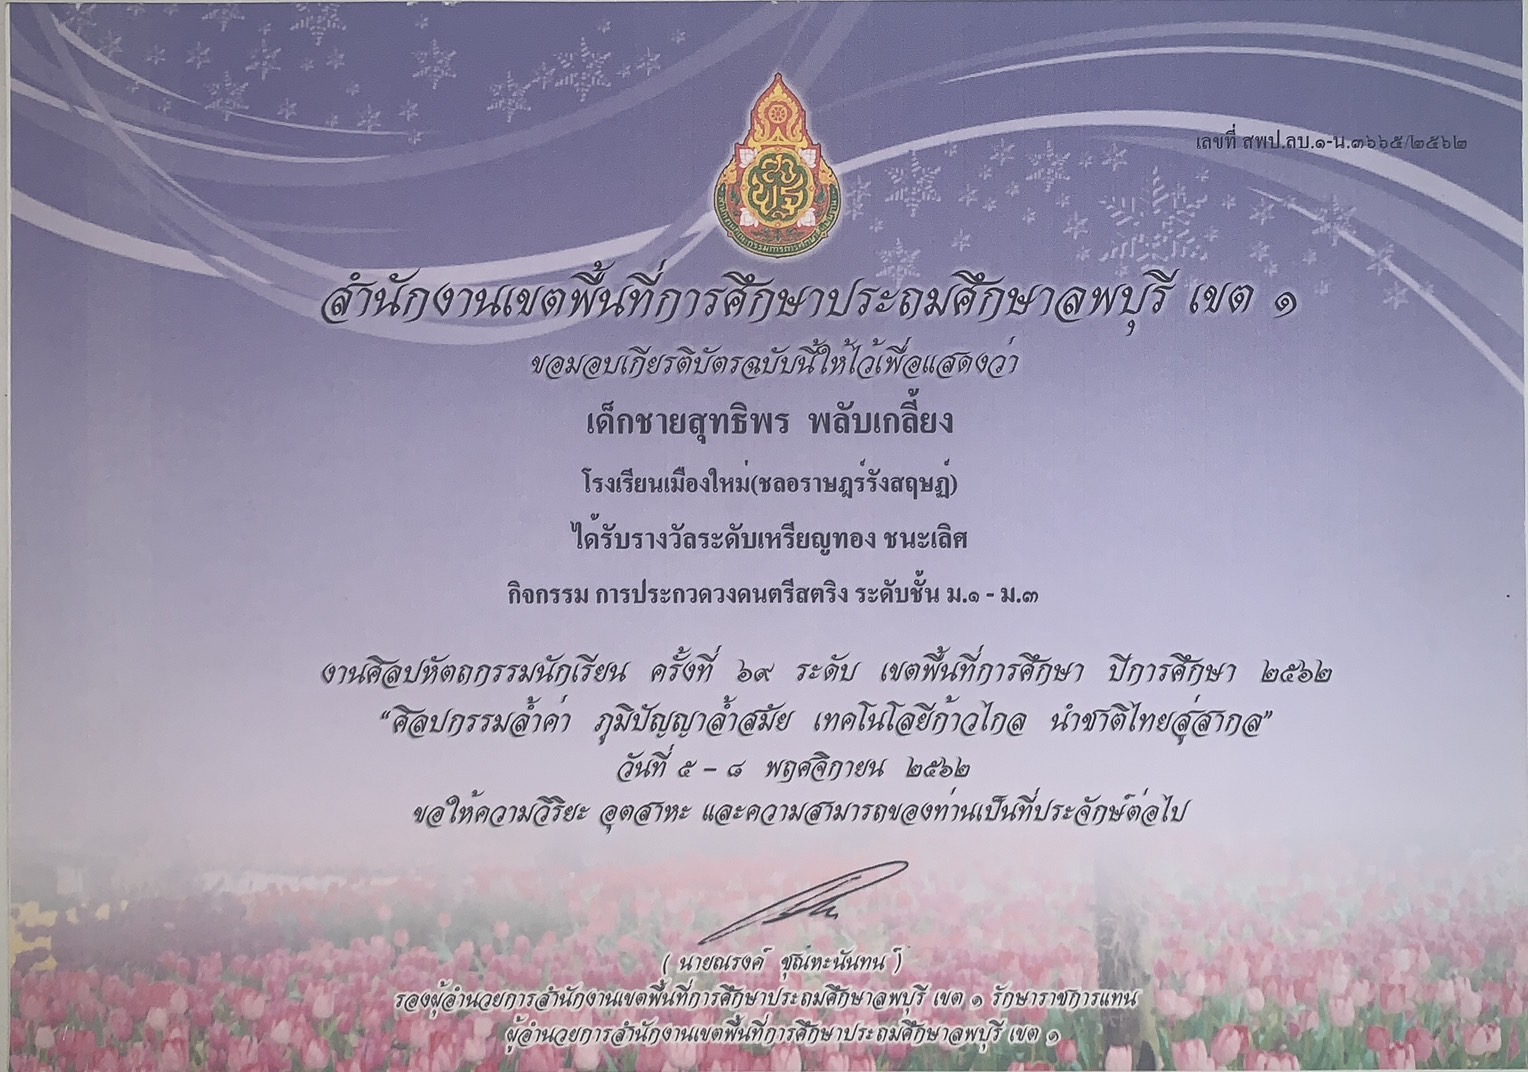 เลขที่ สพป.ลบ.๑-น.๓๖๖๕/๒๕๖๒
สำนักงานเขตพื้นที่การศึกษาประถมศึกษาลพบุรี เขต ๑
ขอมอบเกียรติบัตรฉบับนี้ให้ไว้เพื่อแสดงว่า
เด็กชายสุทธิพร พลับเกลี้ยง
โรงเรียนเมืองใหม่(ชลอราษฎร์รังสฤษฏ์)
ได้รับรางวัลระดับเหรียญทอง ชนะเลิศ
กิจกรรม การประกวดวงดนตรีสตริง ระดับชั้น ม.๑ - ม.๓
งานศิลปหัตถกรรมนักเรียน ครั้งที่ ๖๙ ระดับ เขตพื้นที่การศึกษา ปีการศึกษา ๒๕๖๒
“ศิลปกรรมล้ำค่า ภูมิปัญญาล้ำสมัย เทคโนโลยีก้าวไกล นำชาติไทยสู่สากล”
วันที่ ๕ – ๘ พฤศจิกายน ๒๕๖๒
ขอให้ความวิริยะ อุตสาหะ และความสามารถของท่านเป็นที่ประจักษ์ต่อไป
( นายณรงค์ ชุณหะนันทน์ )
รองผู้อำนวยการสำนักงานเขตพื้นที่การศึกษาประถมศึกษาลพบุรี เขต ๑ รักษาราชการแทน
ผู้อำนวยการสำนักงานเขตพื้นที่การศึกษาประถมศึกษาลพบุรี เขต ๑